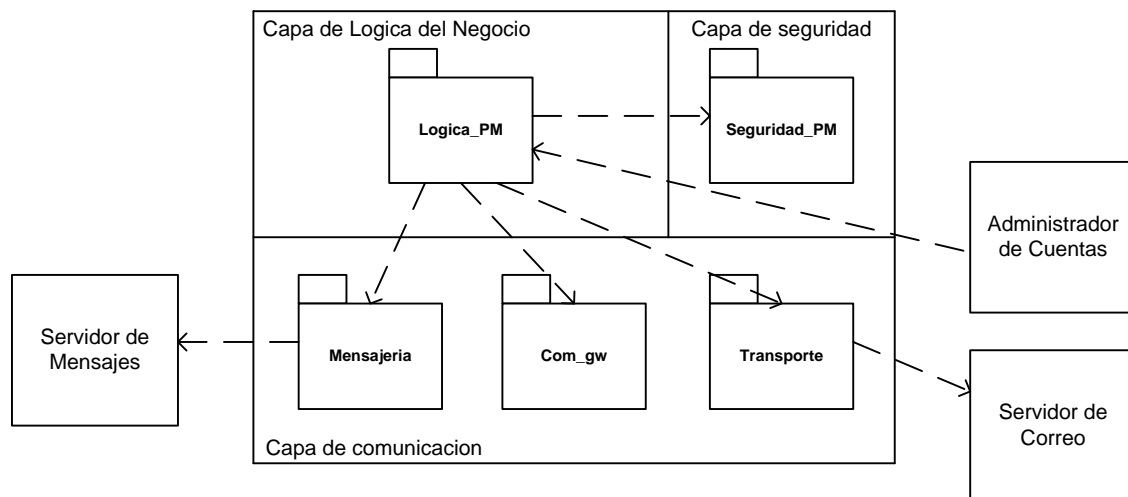 Capa de Logica del Negocio
Capa de seguridad
Logica_PM
Seguridad_PM
Administrador
de Cuentas
Servidor de
Mensajes
Mensajeria
Com_gw
Transporte
Servidor de
Correo
Capa de comunicacion